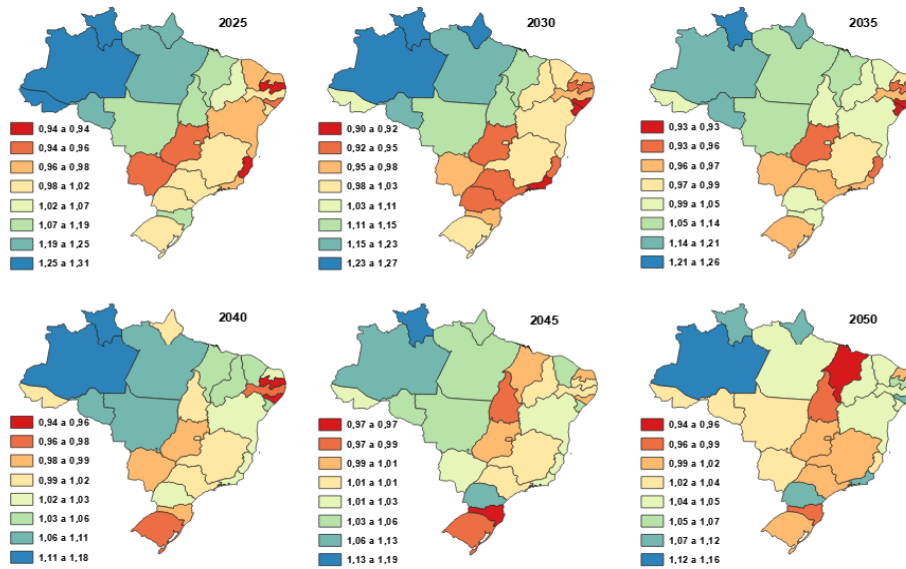 2025
0,94 a 0,94
0,94 a 0,96
0,96 a 0,98
0,98 a 1,02
1,02 a 1,07
1,07 a 1,19
1,19 a 1,25
1,25 a 1,31
2030
0,90 a 0,92
0,92 a 0,95
0,95 a 0,98
0,98 a 1,03
1,03 a 1,11
1,11 a 1,15
1,15 a 1,23
1,23 a 1,27
2035
0,93 a 0,93
0,93 a 0,96
0,96 a 0,97
0,97 a 0,99
0,99 a 1,05
1,05 a 1,14
1,14 a 1,21
1,21 a 1,26
2040
0,94 a 0,96
0,96 a 0,98
0,98 a 0,99
0,99 a 1,02
1,02 a 1,03
1,03 a 1,06
1,06 a 1,11
1,11 a 1,18
2045
0,97 a 0,97
0,97 a 0,99
0,99 a 1,01
1,01 a 1,01
1,01 a 1,03
1,03 a 1,06
1,06 a 1,13
1,13 a 1,19
2050
0,94 a 0,96
0,96 a 0,99
0,99 a 1,02
1,02 a 1,04
1,04 a 1,05
1,05 a 1,07
1,07 a 1,12
1,12 a 1,16